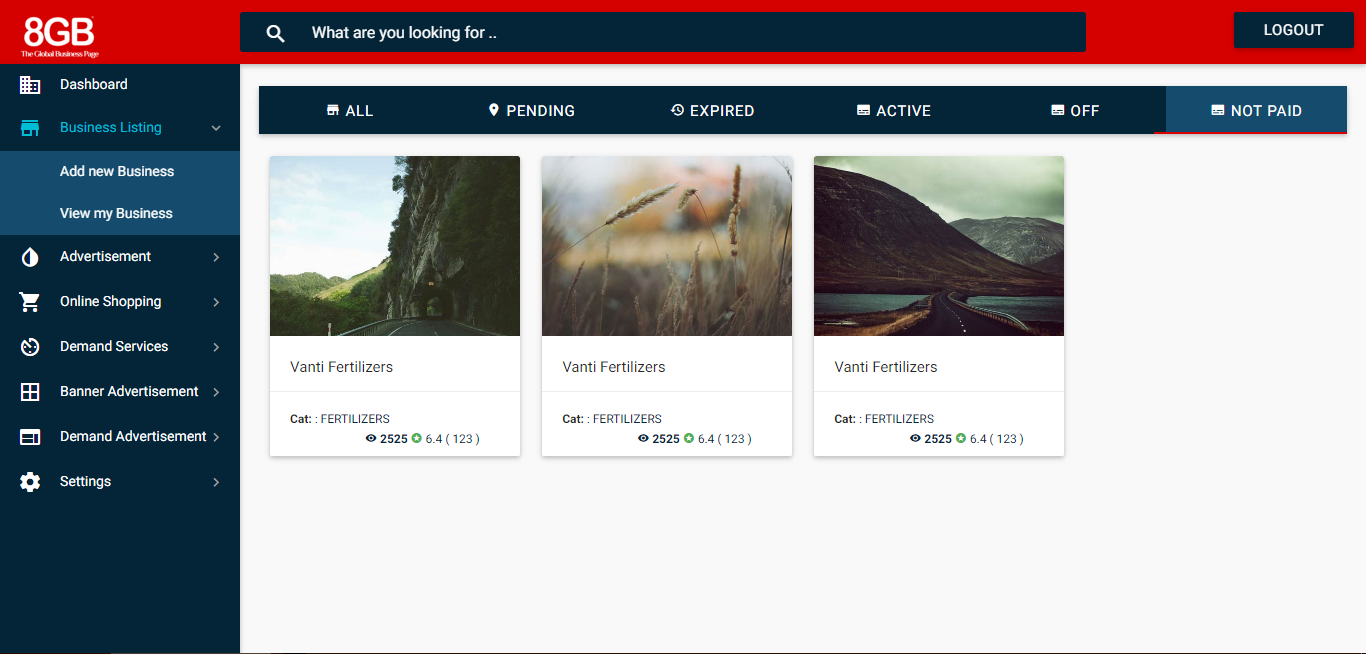 8GB
The Global Business Page
What are you looking for ..
LOGOUT
Dashboard
Business Listing
Add new Business
View my Business
Advertisement
Online Shopping
Demand Services
Banner Advertisement
Demand Advertisement
Settings
ALL
PENDING
EXPIRED
ACTIVE
OFF
NOT PAID
Vanti Fertilizers
Cat: : FERTILIZERS
2525 6.4 ( 123 )
Vanti Fertilizers
Cat: : FERTILIZERS
2525 6.4 ( 123 )
Vanti Fertilizers
Cat: : FERTILIZERS
2525 6.4 ( 123 )